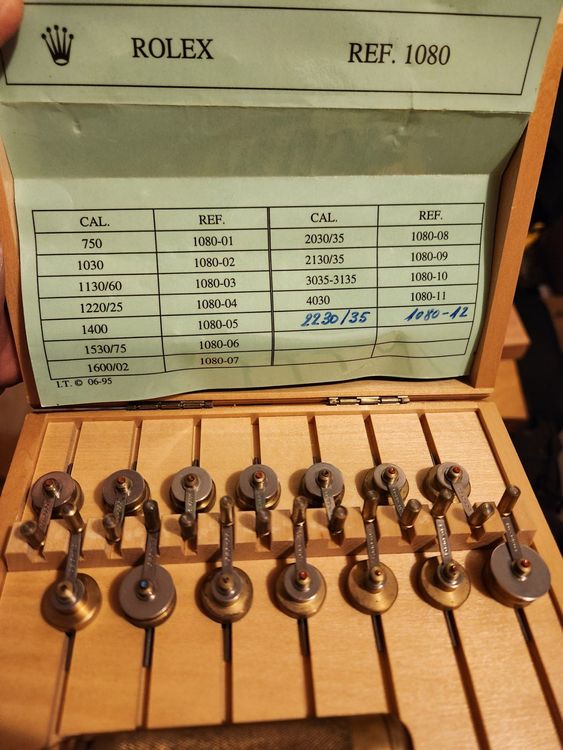 ROLEX REF. 1080
CAL. REF. CAL. REF.
750 1080-01 2030/35 1080-08
1030 1080-02 2130/35 1080-09
1130/60 1080-03 3035-3135 1080-10
1220/25 1080-04 4030 1080-11
1400 1080-05 2230/35 1080-12
1530/75 1080-06
1600/02 1080-07
I.T. © 06-95